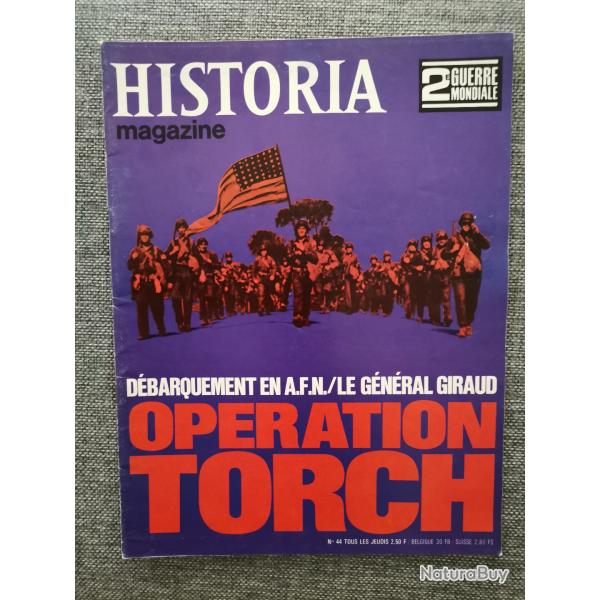 HISTORIA
magazine
2e GUERRE
MONDIALE
DÉBARQUEMENT EN A.F.N./LE GÉNÉRAL GIRAUD
OPERATION
TORCH
No 44 TOUS LES JEUDIS 2.50 F / BELGIQUE 30 FB - SUISSE 2.80 FS
NaturaBuy